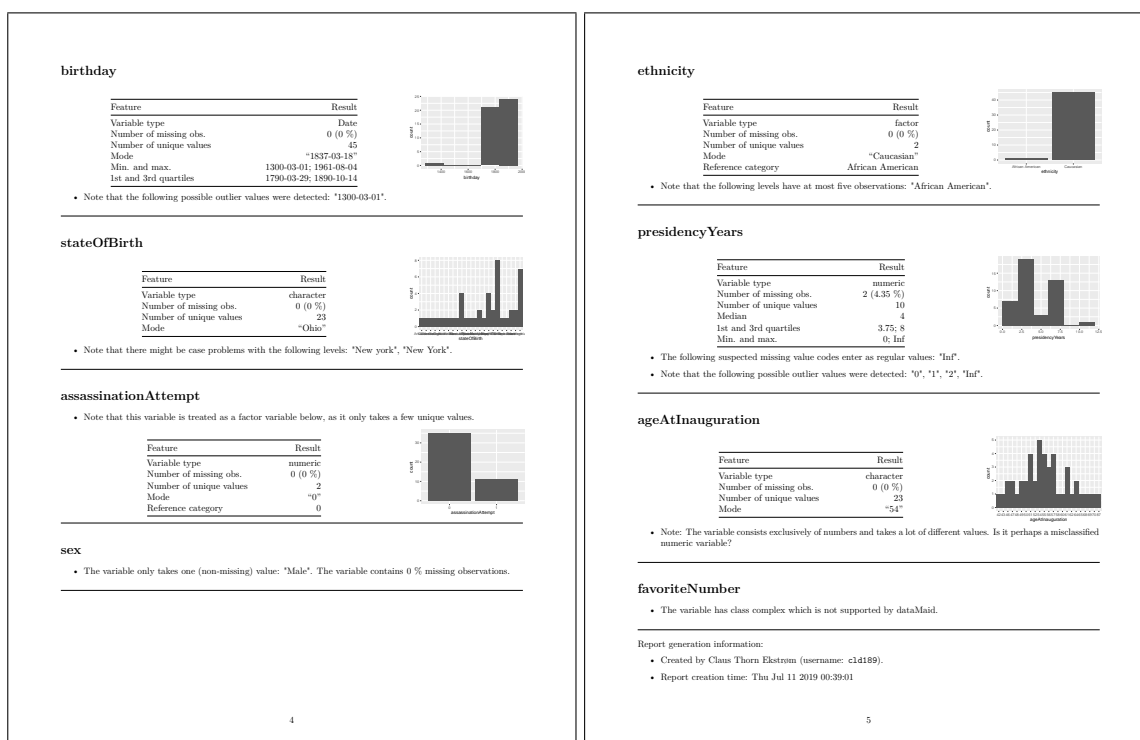 birthday
Feature Result
Variable type Date
Number of missing obs. 0 (0 %)
Number of unique values 45
Mode “1837-03-18”
Min. and max. 1300-03-01; 1961-08-04
1st and 3rd quartiles 1790-03-29; 1890-10-14
count
birthday
• Note that the following possible outlier values were detected: "1300-03-01".
stateOfBirth
Feature Result
Variable type character
Number of missing obs. 0 (0 %)
Number of unique values 23
Mode “Ohio”
count
stateOfBirth
• Note that there might be case problems with the following levels: "New york", "New York".
assassinationAttempt
• Note that this variable is treated as a factor variable below, as it only takes a few unique values.
Feature Result
Variable type numeric
Number of missing obs. 0 (0 %)
Number of unique values 2
Mode “0”
Reference category 0
count
assassinationAttempt
sex
• The variable only takes one (non-missing) value: "Male". The variable contains 0 % missing observations.
4
ethnicity
Feature Result
Variable type factor
Number of missing obs. 0 (0 %)
Number of unique values 2
Mode “Caucasian”
Reference category African American
count
African American Caucasian
ethnicity
• Note that the following levels have at most five observations: "African American".
presidencyYears
Feature Result
Variable type numeric
Number of missing obs. 2 (4.35 %)
Number of unique values 10
Median 4
1st and 3rd quartiles 3.75; 8
Min. and max. 0; Inf
count
presidencyYears
• The following suspected missing value codes enter as regular values: "Inf".
• Note that the following possible outlier values were detected: "0", "1", "2", "Inf".
ageAtInauguration
Feature Result
Variable type character
Number of missing obs. 0 (0 %)
Number of unique values 23
Mode “54”
count
ageAtInauguration
• Note: The variable consists exclusively of numbers and takes a lot of different values. Is it perhaps a misclassified
numeric variable?
favoriteNumber
• The variable has class complex which is not supported by dataMaid.
Report generation information:
• Created by Claus Thorn Ekstrøm (username: cld189).
• Report creation time: Thu Jul 11 2019 00:39:01
5